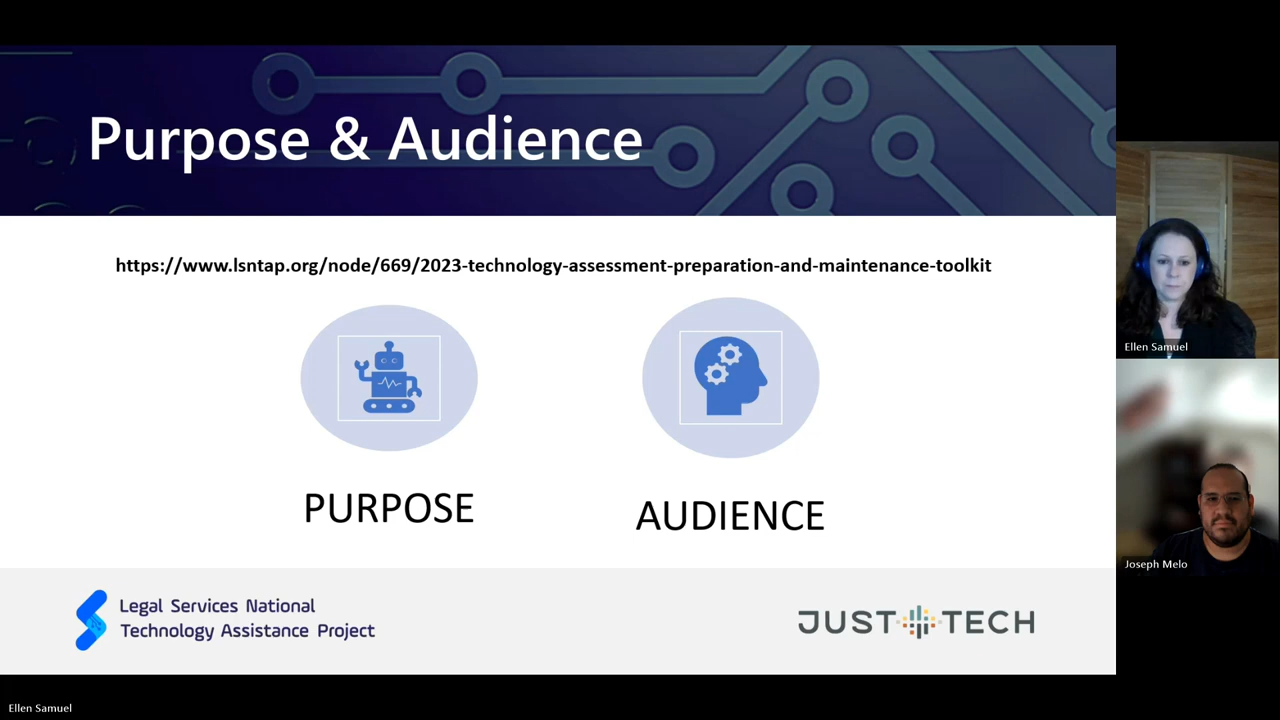 Purpose & Audience
https://www.lsntap.org/node/669/2023-technology-assessment-preparation-and-maintenance-toolkit
PURPOSE
AUDIENCE
Legal Services National
Technology Assistance Project
JUST TECH
Ellen Samuel
Joseph Melo
Ellen Samuel